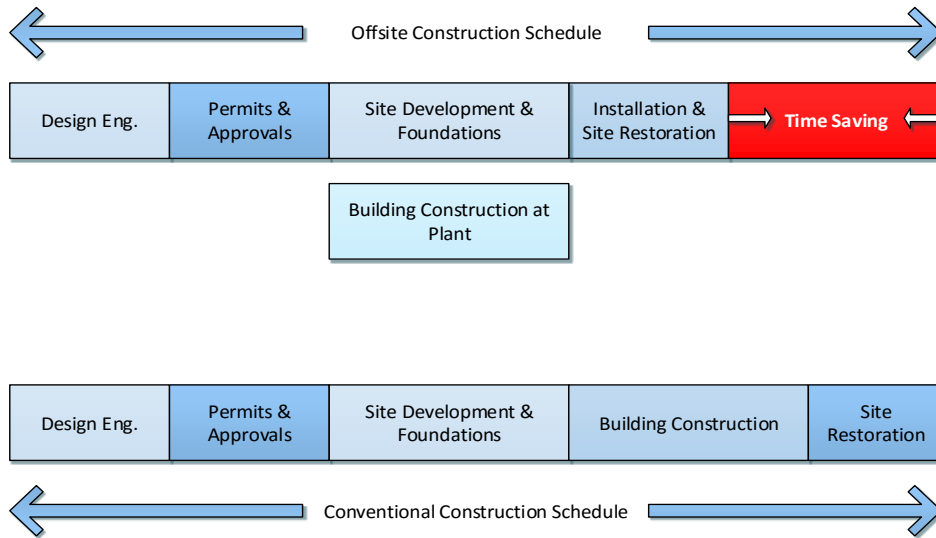 Offsite Construction Schedule
Design Eng.
Permits &
Approvals
Site Development &
Foundations
Installation &
Site Restoration
Time Saving
Building Construction at
Plant
Design Eng.
Permits &
Approvals
Site Development &
Foundations
Building Construction
Site
Restoration
Conventional Construction Schedule